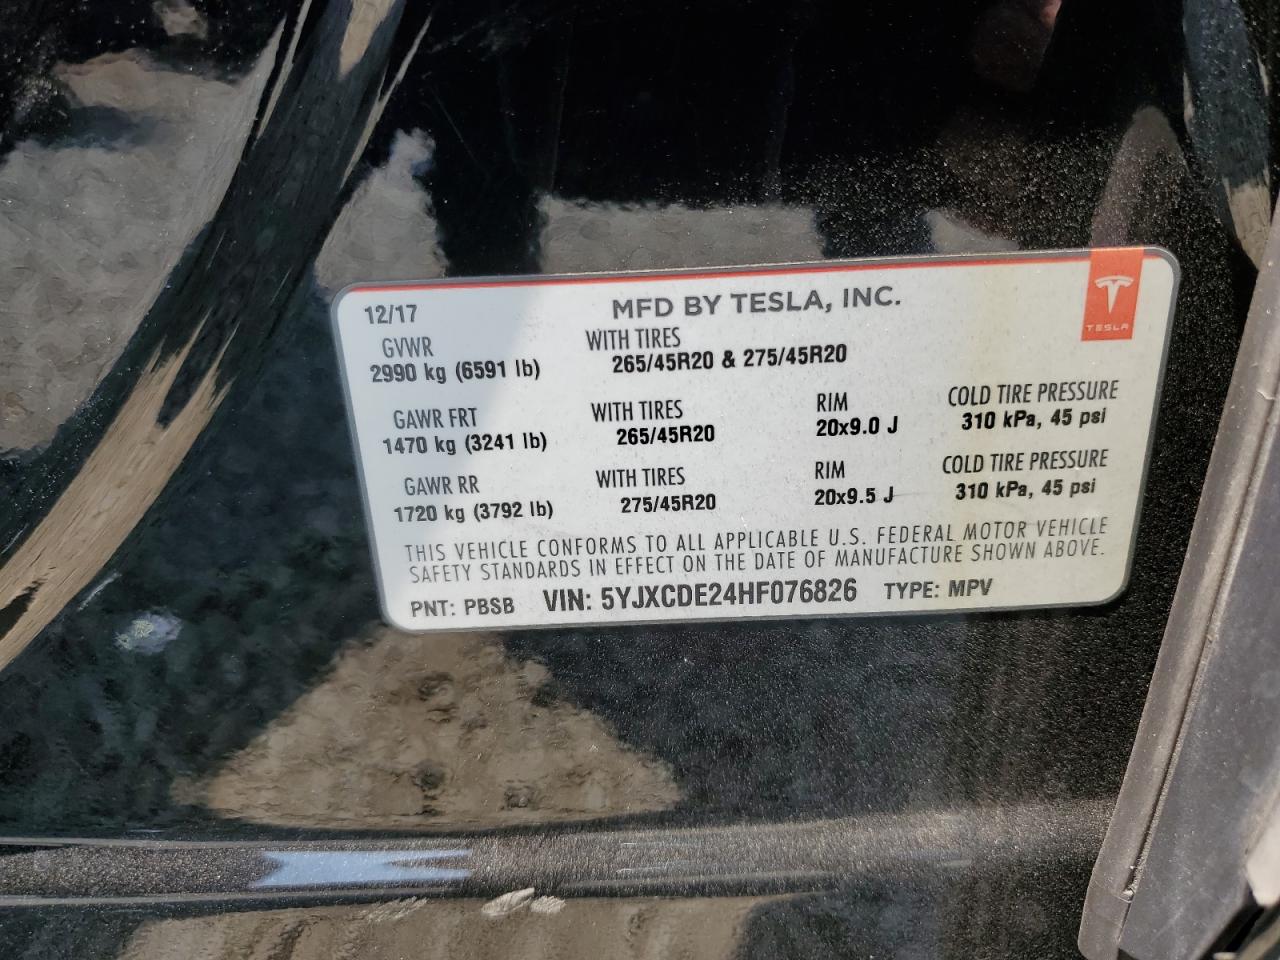 12/17 MFD BY TESLA, INC.
TESLA
GVWR WITH TIRES
2990 kg (6591 lb) 265/45R20 & 275/45R20
GAWR FRT WITH TIRES RIM COLD TIRE PRESSURE
1470 kg (3241 lb) 265/45R20 20x9.0 J 310 kPa, 45 psi
GAWR RR WITH TIRES RIM COLD TIRE PRESSURE
1720 kg (3792 lb) 275/45R20 20x9.5 J 310 kPa, 45 psi
THIS VEHICLE CONFORMS TO ALL APPLICABLE U.S. FEDERAL MOTOR VEHICLE
SAFETY STANDARDS IN EFFECT ON THE DATE OF MANUFACTURE SHOWN ABOVE.
PNT: PBSB VIN: 5YJXCDE24HF076826 TYPE: MPV